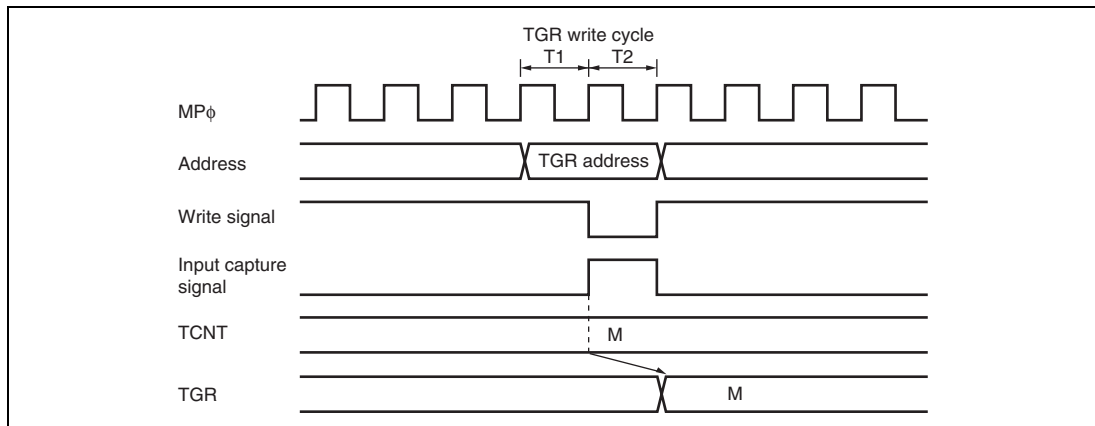 TGR write cycle
T1 T2
MPϕ
Address TGR address
Write signal
Input capture
signal
TCNT M
TGR M